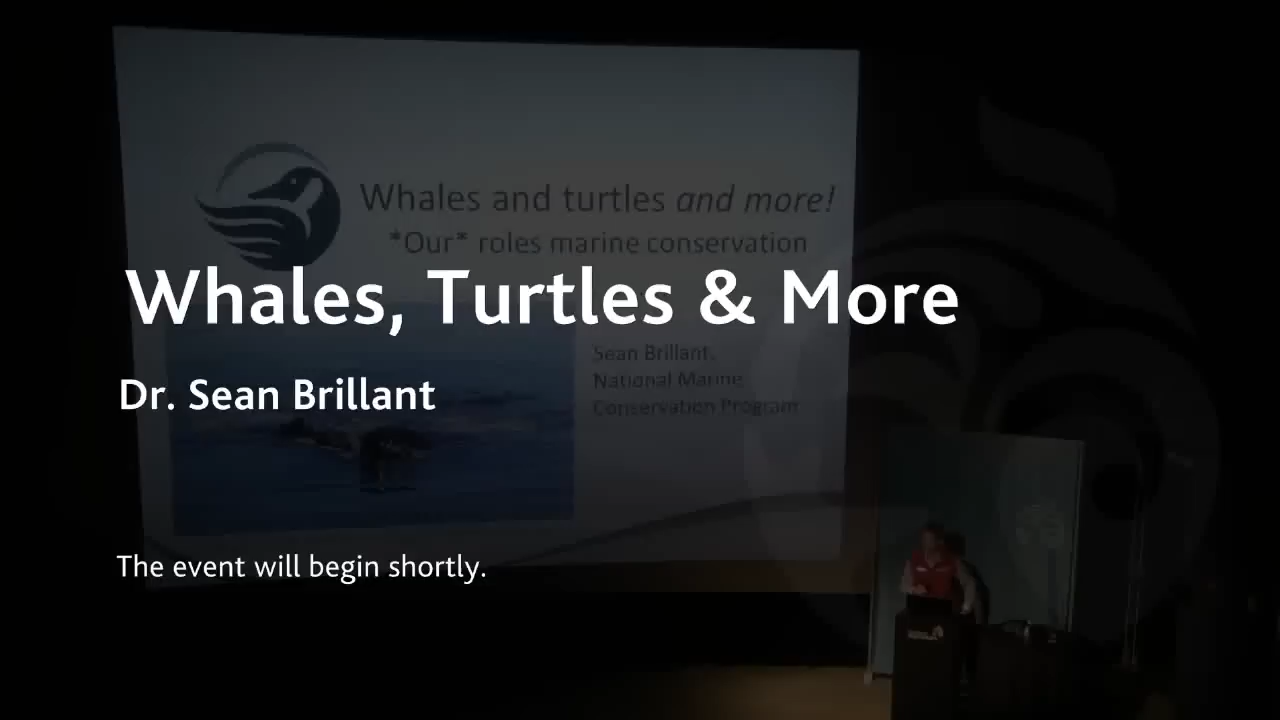 Whales and turtles and more!
*Our* roles marine conservation
Whales, Turtles & More
Sean Brillant,
National Marine
Conservation Program
Dr. Sean Brillant
The event will begin shortly.